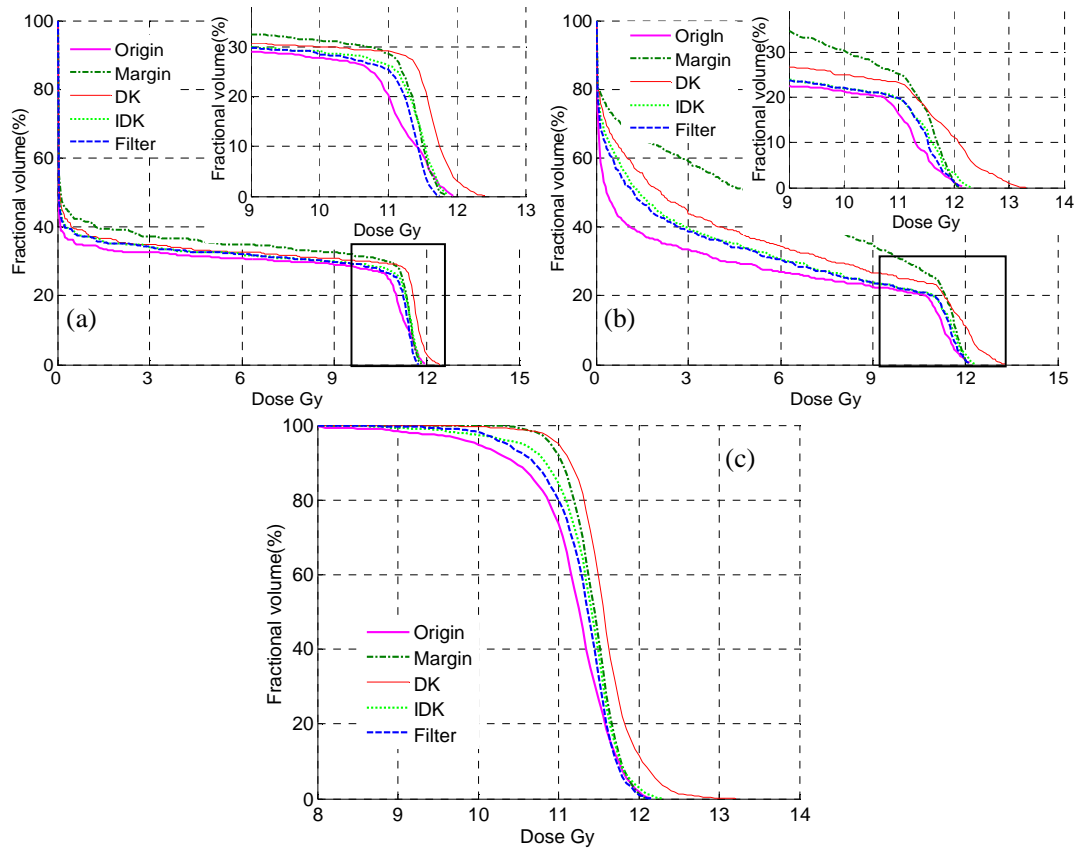 100
80
60
40
20
0
Fractional volume(%)
0
3
6
9
12
15
Dose Gy
(a)
Origin
Margin
DK
IDK
Filter
30
20
10
0
Fractional volume(%)
9
10
11
12
13
Dose Gy
100
80
60
40
20
0
Fractional volume(%)
0
3
6
9
12
15
Dose Gy
(b)
OrigIn
Margin
DK
IDK
Filter
30
20
10
0
Fractional volume(%)
9
10
11
12
13
14
Dose Gy
100
80
60
40
20
0
Fractional volume(%)
8
9
10
11
12
13
14
Dose Gy
(c)
Origin
Margin
DK
IDK
Filter